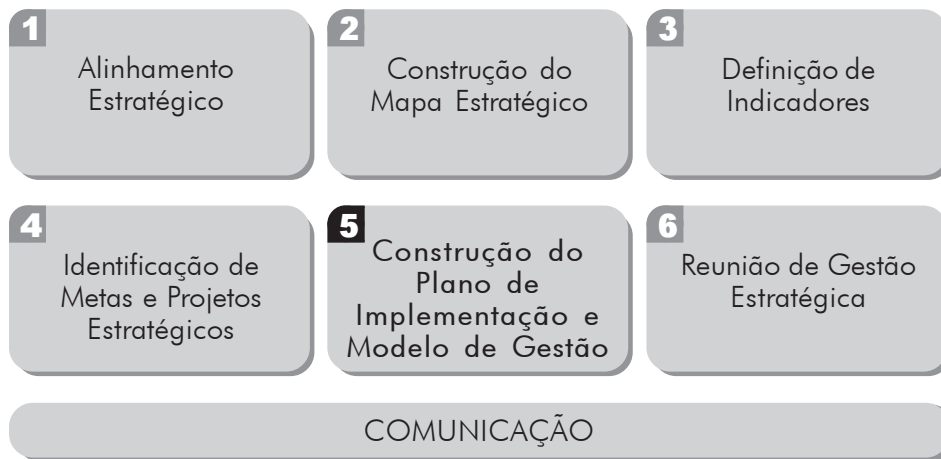 1
Alinhamento
Estratégico
2
Construção do
Mapa Estratégico
3
Definição de
Indicadores
4
Identificação de
Metas e Projetos
Estratégicos
5
Construção do
Plano de
Implementação e
Modelo de Gestão
6
Reunião de Gestão
Estratégica
COMUNICAÇÃO